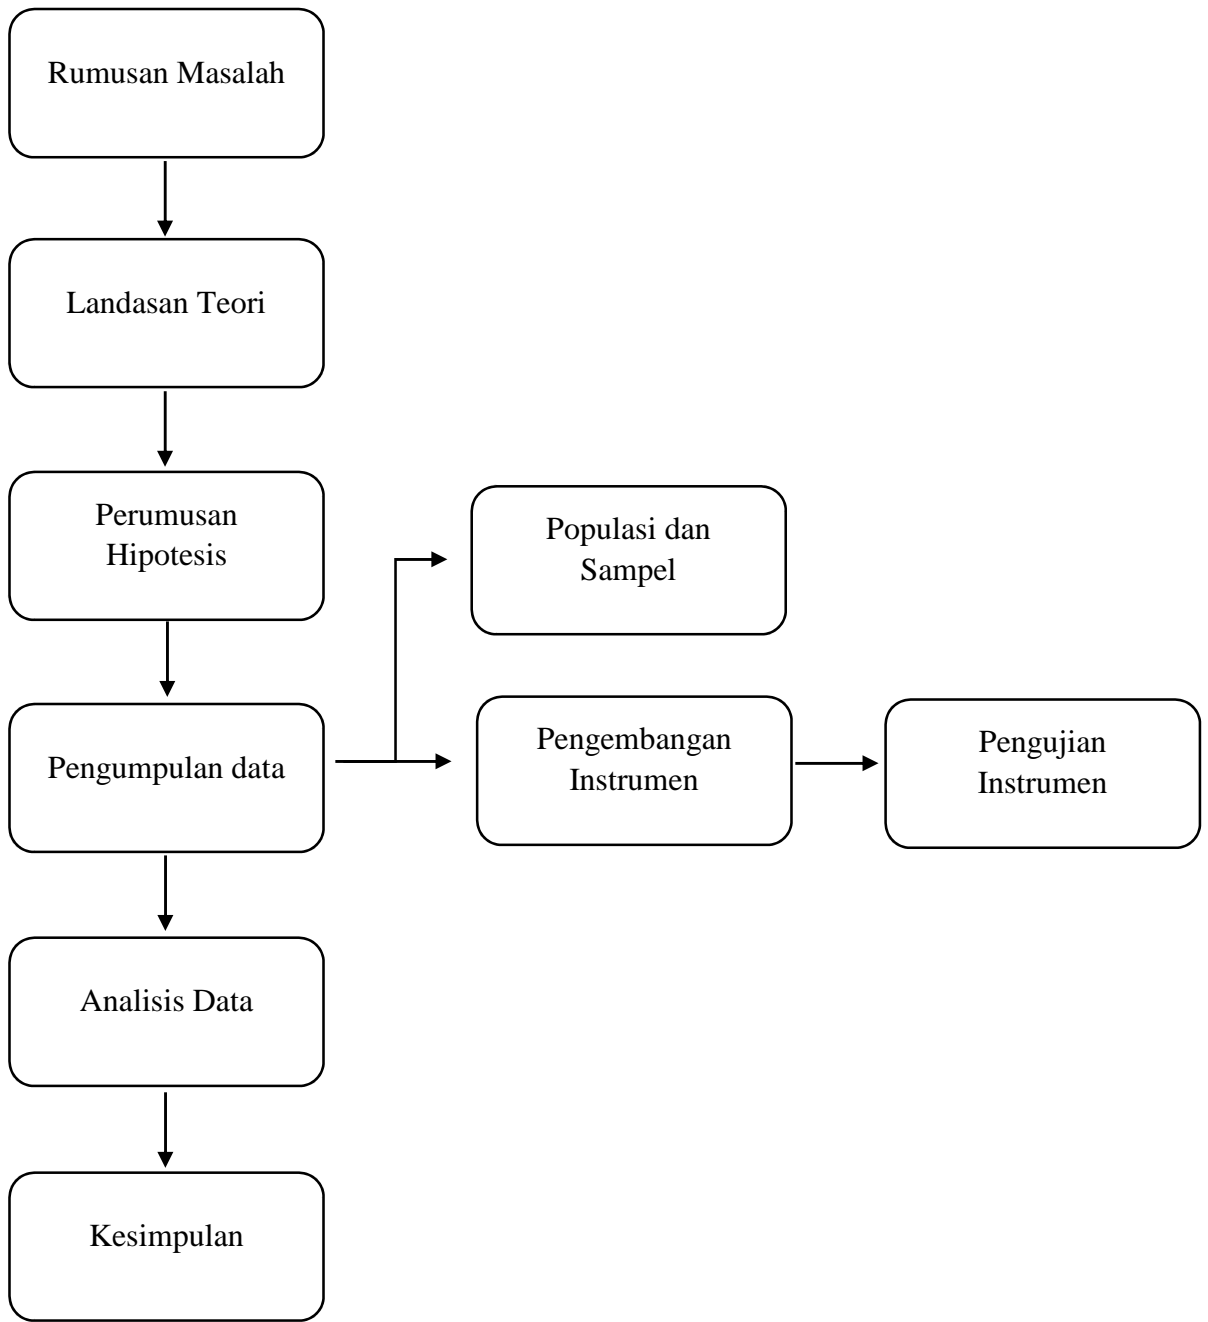 Rumusan Masalah
Landasan Teori
Perumusan
Hipotesis
Populasi dan
Sampel
Pengumpulan data
Pengembangan
Instrumen
Pengujian
Instrumen
Analisis Data
Kesimpulan